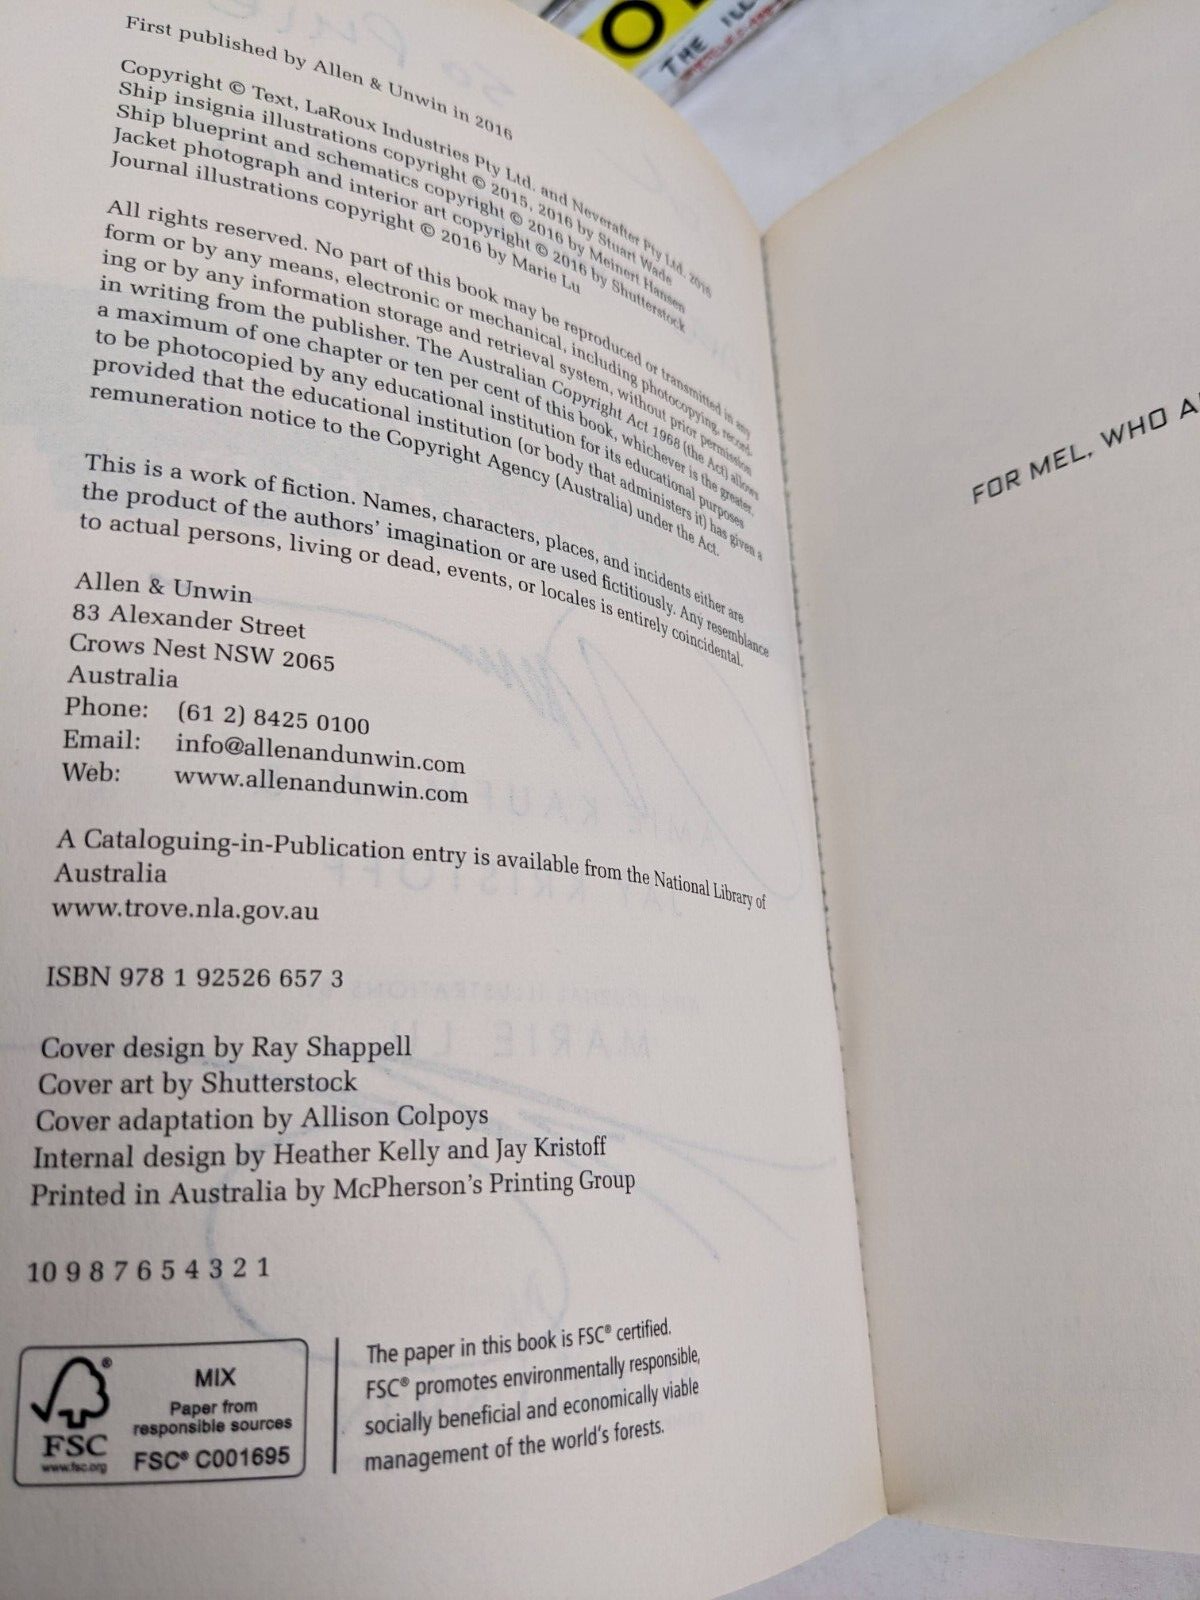 First published by Allen & Unwin in 2016
Copyright © Text, LaRoux Industries Pty Ltd. and Neverafter Pty Ltd. 2016
Ship insignia illustrations copyright © 2015, 2016 by Stuart Wade
Ship blueprint and schematics copyright © 2016 by Meinert Hansen
Jacket photograph and interior art copyright © 2016 by Shutterstock
Journal illustrations copyright © 2016 by Marie Lu
All rights reserved. No part of this book may be reproduced or transmitted in any
form or by any means, electronic or mechanical, including photocopying, record-
ing or by any information storage and retrieval system, without prior permission
in writing from the publisher. The Australian Copyright Act 1968 (the Act) allows
a maximum of one chapter or ten per cent of this book, whichever is the greater,
to be photocopied by any educational institution for its educational purposes
provided that the educational institution (or body that administers it) has given a
remuneration notice to the Copyright Agency (Australia) under the Act.
This is a work of fiction. Names, characters, places, and incidents either are
the product of the authors' imagination or are used fictitiously. Any resemblance
to actual persons, living or dead, events, or locales is entirely coincidental.
Allen & Unwin
83 Alexander Street
Crows Nest NSW 2065
Australia
Phone: (61 2) 8425 0100
Email: info@allenandunwin.com
Web: www.allenandunwin.com
A Cataloguing-in-Publication entry is available from the National Library of
Australia
www.trove.nla.gov.au
ISBN 978 1 92526 657 3
Cover design by Ray Shappell
Cover art by Shutterstock
Cover adaptation by Allison Colpoys
Internal design by Heather Kelly and Jay Kristoff
Printed in Australia by McPherson's Printing Group
10 9 8 7 6 5 4 3 2 1
FSC®
www.fsc.org
MIX
Paper from
responsible sources
FSC® C001695
The paper in this book is FSC® certified.
FSC® promotes environmentally responsible,
socially beneficial and economically viable
management of the world's forests.
FOR MEL, WHO A
THE